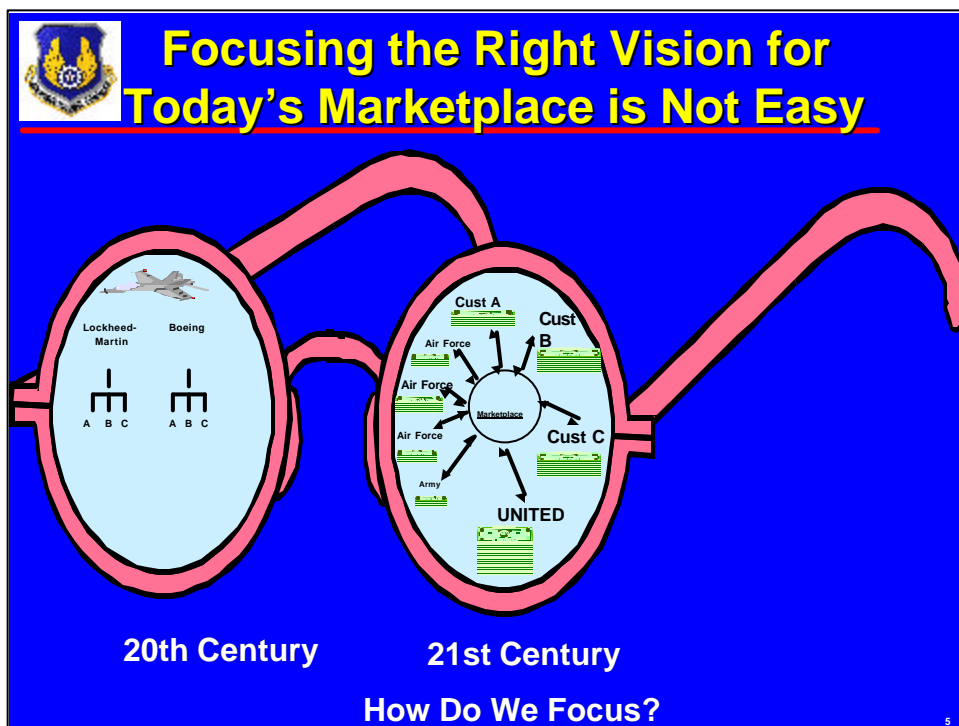 Focusing the Right Vision for
Today's Marketplace is Not Easy
Lockheed-
Martin
Boeing
A B C
A B C
Cust A
Cust
B
Air Force
Air Force
Marketplace
Air Force
Cust C
Army
UNITED
20th Century
21st Century
How Do We Focus?
5